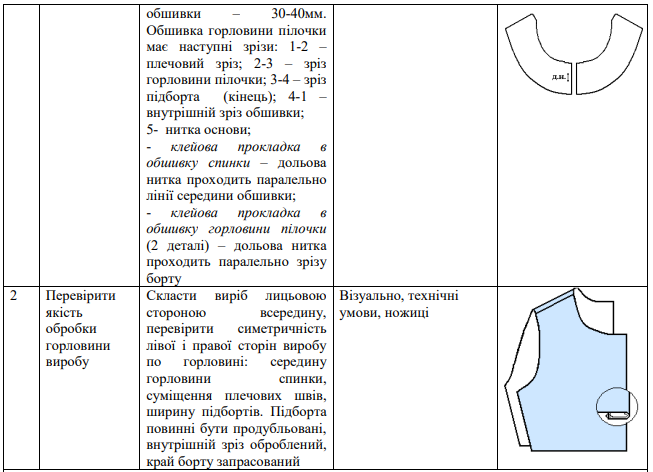 обшивки – 30-40мм.
Обшивка горловини пілочки
має наступні зрізи: 1-2 –
плечовий зріз; 2-3 – зріз
горловини пілочки; 3-4 – зріз
підборта (кінець); 4-1 –
внутрішній зріз обшивки;
5- нитка основи;
- клейова прокладка в
обшивку спинки – дольова
нитка проходить паралельно
лінії середини обшивки;
- клейова прокладка в
обшивку горловини пілочки
(2 деталі) – дольова нитка
проходить паралельно зрізу
борту
д.н.
2
Перевірити
якість
обробки
горловини
виробу
Скласти виріб лицьовою
стороною всередину,
перевірити симетричність
лівої і правої сторін виробу
по горловині: середину
горловини спинки,
суміщення плечових швів,
ширину підбортів. Підборта
повинні бути продубльовані,
внутрішній зріз оброблений,
край борту запрасований
Візуально, технічні
умови, ножиці